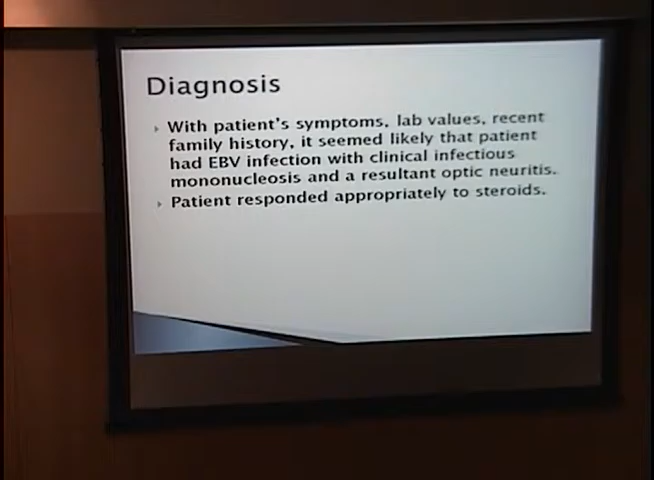 Diagnosis
With patient's symptoms, lab values, recent
family history, it seemed likely that patient
had EBV infection with clinical infectious
mononucleosis and a resultant optic neuritis.
Patient responded appropriately to steroids.